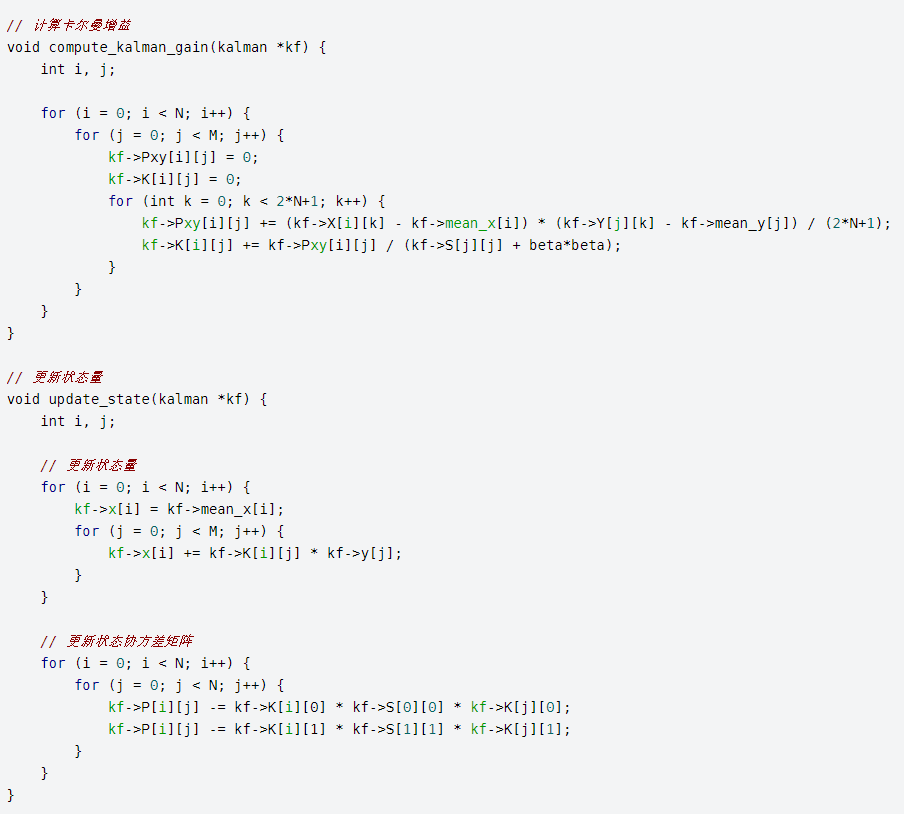 // 计算卡尔曼增益
void compute_kalman_gain(kalman *kf) {
    int i, j;

    for (i = 0; i < N; i++) {
        for (j = 0; j < M; j++) {
            kf->Pxy[i][j] = 0;
            kf->K[i][j] = 0;
            for (int k = 0; k < 2*N+1; k++) {
                kf->Pxy[i][j] += (kf->X[i][k] - kf->mean_x[i]) * (kf->Y[j][k] - kf->mean_y[j]) / (2*N+1);
                kf->K[i][j] += kf->Pxy[i][j] / (kf->S[j][j] + beta*beta);
            }
        }
    }
}

// 更新状态量
void update_state(kalman *kf) {
    int i, j;

    // 更新状态量
    for (i = 0; i < N; i++) {
        kf->x[i] = kf->mean_x[i];
        for (j = 0; j < M; j++) {
            kf->x[i] += kf->K[i][j] * kf->y[j];
        }
    }

    // 更新状态协方差矩阵
    for (i = 0; i < N; i++) {
        for (j = 0; j < N; j++) {
            kf->P[i][j] -= kf->K[i][0] * kf->S[0][0] * kf->K[j][0];
            kf->P[i][j] -= kf->K[i][1] * kf->S[1][1] * kf->K[j][1];
        }
    }
}